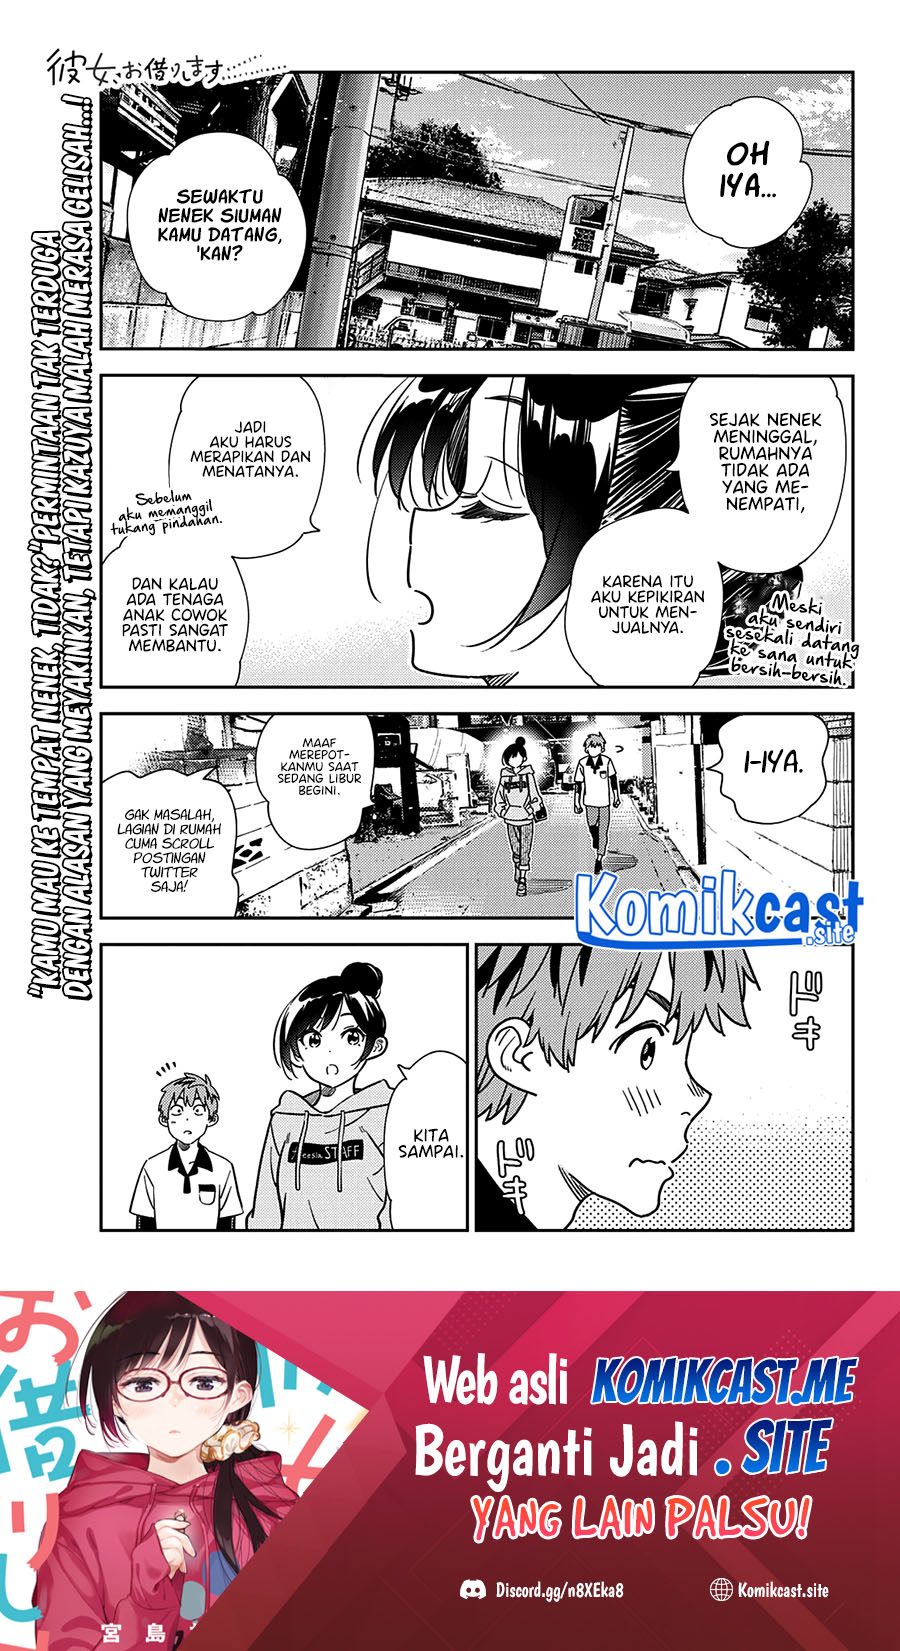 彼女、お借りします
"KAMU MAU KE TEMPAT NENEK, TIDAK?" PERMINTAAN TAK TERDUGA
DENGAN ALASAN YANG MEYAKINKAN, TETAPI KAZUYA MALAH MERASA GELISAH...!
OH
IYA...
SEWAKTU
NENEK SIUMAN
KAMU DATANG,
'KAN?
SEJAK NENEK
MENINGGAL,
RUMAHNYA
TIDAK ADA
YANG ME-
NEMPATI,
KARENA ITU
AKU KEPIKIRAN
UNTUK MEN-
JUALNYA.
Meski
aku sendiri
sesekali datang
ke sana untuk
bersih-bersih.
JADI
AKU HARUS
MERAPIKAN DAN
MENATANYA.
Sebelum
aku memanggil
tukang pindahan.
DAN KALAU
ADA TENAGA
ANAK COWOK
PASTI SANGAT
MEMBANTU.
I-IYA.
MAAF
MEREPOT-
KANMU SAAT
SEDANG LIBUR
BEGINI.
GAK MASALAH,
LAGIAN DI RUMAH
CUMA SCROLL
POSTINGAN
TWITTER
SAJA!
Komikcast
.site
ドキ
ドキ
KITA
SAMPAI.
freesia STAFF
Web asli KOMIKCAST.ME
Berganti Jadi . SITE
YANG LAIN PALSU!
Discord.gg/n8XEka8
Komikcast.site
お借りし
宮島